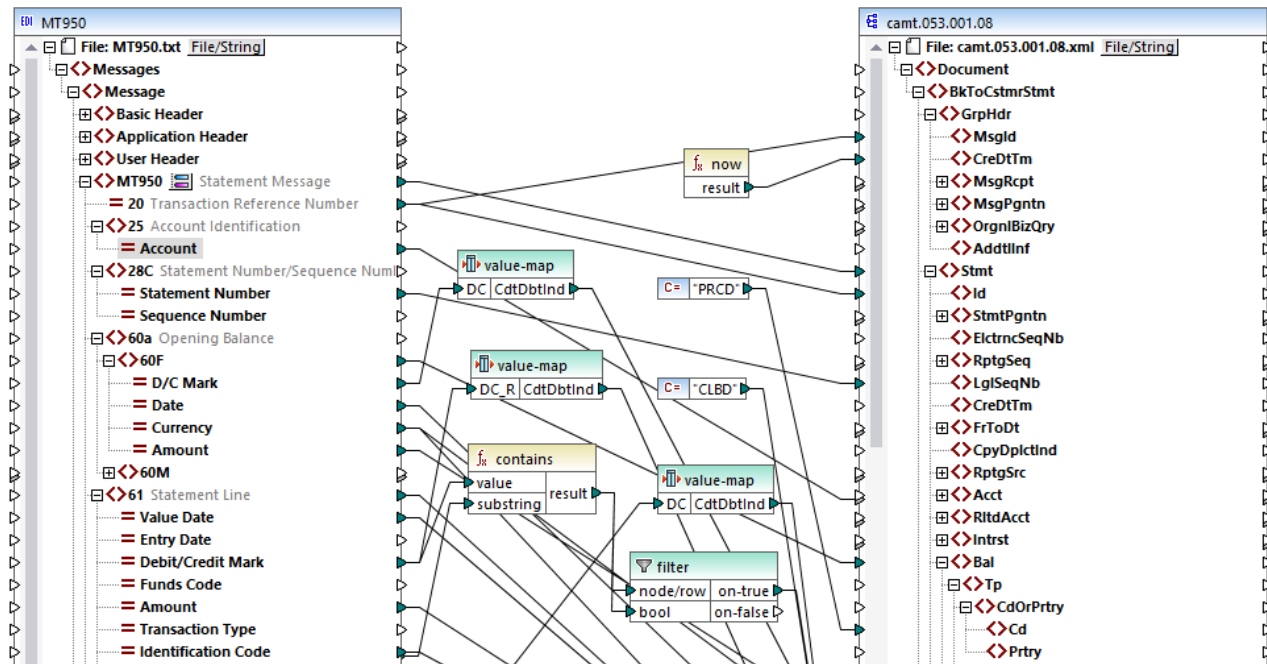 EDI MT950
File: MT950.txt File/String
Messages
Message
Basic Header
Application Header
User Header
MT950 Statement Message
20 Transaction Reference Number
25 Account Identification
Account
28C Statement Number/Sequence Numl
Statement Number
Sequence Number
60a Opening Balance
60F
D/C Mark
Date
Currency
Amount
60M
61 Statement Line
Value Date
Entry Date
Debit/Credit Mark
Funds Code
Amount
Transaction Type
Identification Code
fx now
result
value-map
DC CdtDbtInd
C= "PRCD"
value-map
DC_R CdtDbtInd
C= "CLBD"
fx contains
value
result
substring
value-map
DC CdtDbtInd
filter
node/row on-true
bool on-false
camt.053.001.08
File: camt.053.001.08.xml File/String
Document
BkToCstmrStmt
GrpHdr
MsgId
CreDtTm
MsgRcpt
MsgPgntn
OrgnlBizQry
AddtlInf
Stmt
Id
StmtPgntn
ElctrncSeqNb
RptgSeq
LglSeqNb
CreDtTm
FrToDt
CpyDplctInd
RptgSrc
Acct
RltdAcct
Intrst
Bal
Tp
CdOrPrtry
Cd
Prtry